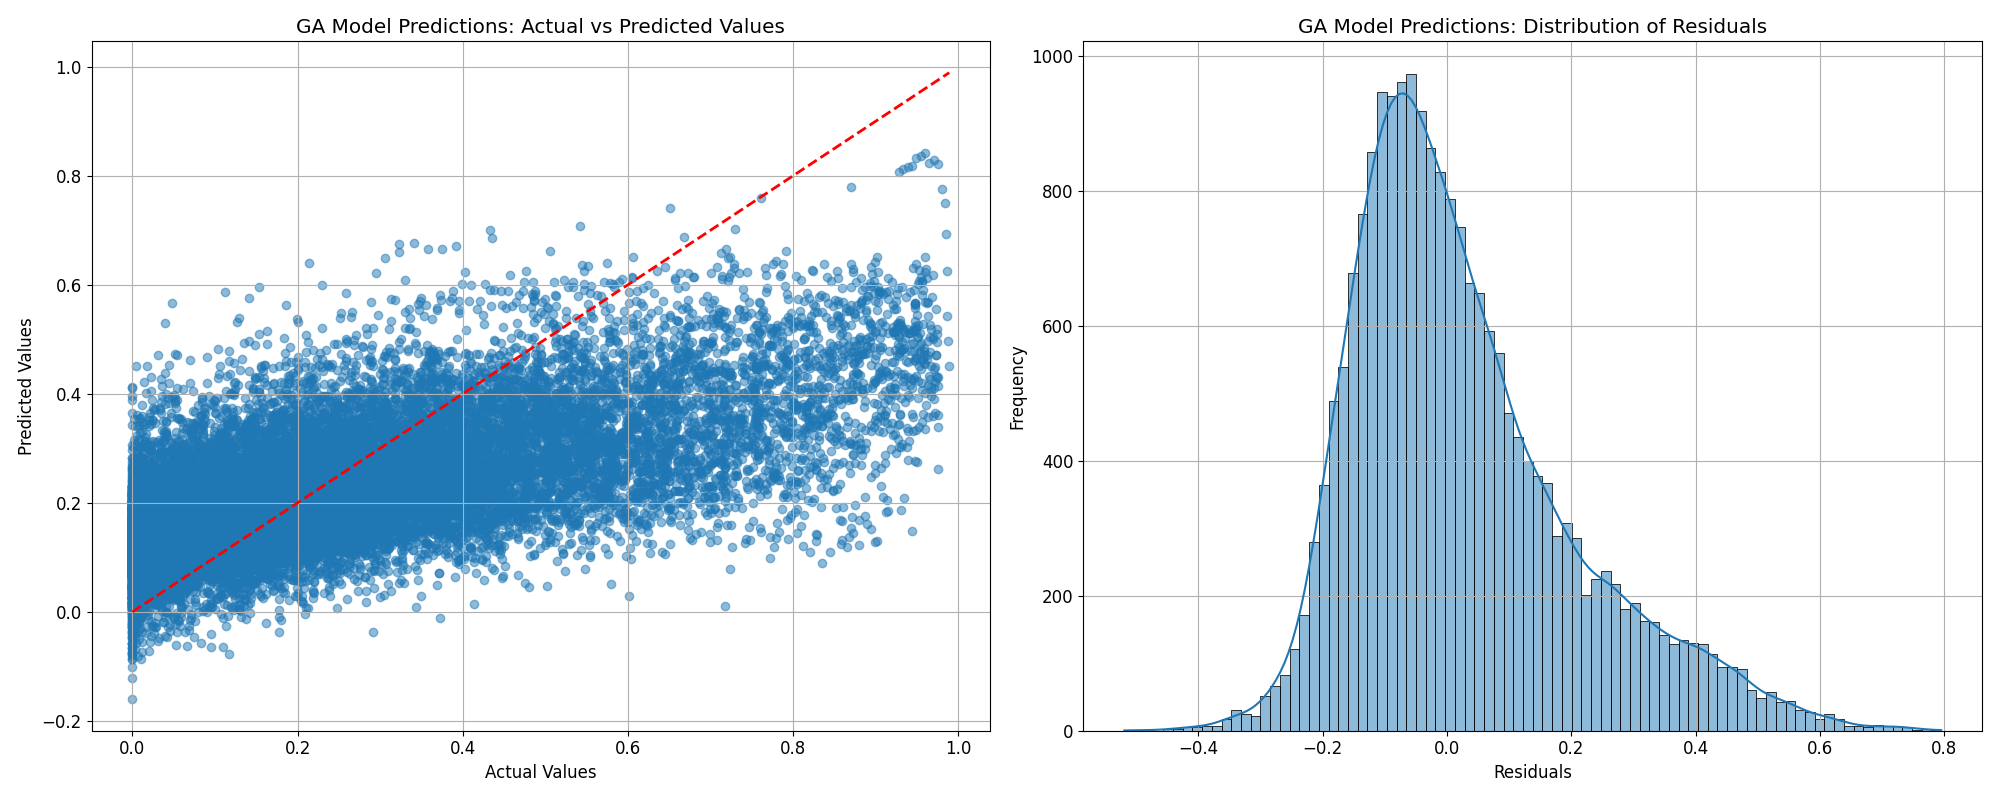 GA Model Predictions: Actual vs Predicted Values
Predicted Values
1.0
0.8
0.6
0.4
0.2
0.0
−0.2
0.0 0.2 0.4 0.6 0.8 1.0
Actual Values
GA Model Predictions: Distribution of Residuals
Frequency
1000
800
600
400
200
0
−0.4 −0.2 0.0 0.2 0.4 0.6 0.8
Residuals